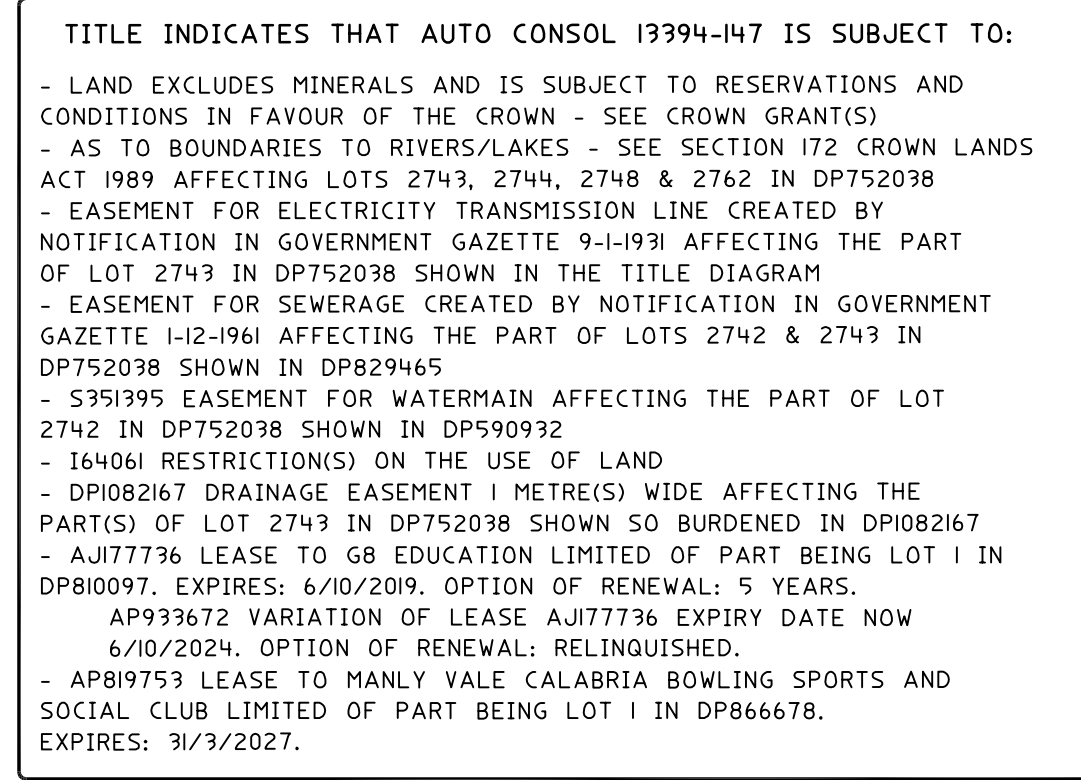 TITLE INDICATES THAT AUTO CONSOL 13394-147 IS SUBJECT TO:
- LAND EXCLUDES MINERALS AND IS SUBJECT TO RESERVATIONS AND
CONDITIONS IN FAVOUR OF THE CROWN - SEE CROWN GRANT(S)
- AS TO BOUNDARIES TO RIVERS/LAKES - SEE SECTION 172 CROWN LANDS
ACT 1989 AFFECTING LOTS 2743, 2744, 2748 & 2762 IN DP752038
- EASEMENT FOR ELECTRICITY TRANSMISSION LINE CREATED BY
NOTIFICATION IN GOVERNMENT GAZETTE 9-1-1931 AFFECTING THE PART
OF LOT 2743 IN DP752038 SHOWN IN THE TITLE DIAGRAM
- EASEMENT FOR SEWERAGE CREATED BY NOTIFICATION IN GOVERNMENT
GAZETTE 1-12-1961 AFFECTING THE PART OF LOTS 2742 & 2743 IN
DP752038 SHOWN IN DP829465
- S351395 EASEMENT FOR WATERMAIN AFFECTING THE PART OF LOT
2742 IN DP752038 SHOWN IN DP590932
- I64061 RESTRICTION(S) ON THE USE OF LAND
- DP1082167 DRAINAGE EASEMENT 1 METRE(S) WIDE AFFECTING THE
PART(S) OF LOT 2743 IN DP752038 SHOWN SO BURDENED IN DP1082167
- AJ177736 LEASE TO G8 EDUCATION LIMITED OF PART BEING LOT 1 IN
DP810097. EXPIRES: 6/10/2019. OPTION OF RENEWAL: 5 YEARS.
AP933672 VARIATION OF LEASE AJ177736 EXPIRY DATE NOW
6/10/2024. OPTION OF RENEWAL: RELINQUISHED.
- AP819753 LEASE TO MANLY VALE CALABRIA BOWLING SPORTS AND
SOCIAL CLUB LIMITED OF PART BEING LOT 1 IN DP866678.
EXPIRES: 31/3/2027.